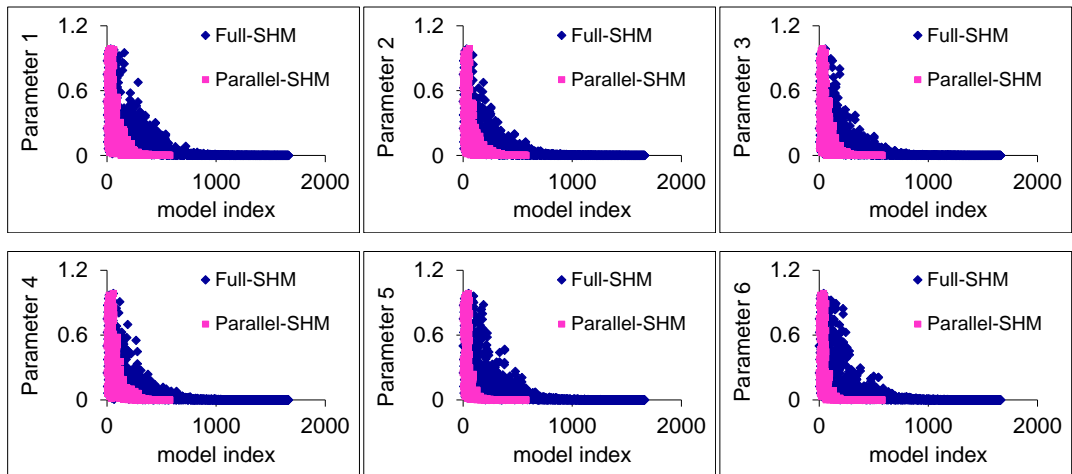 Parameter 1
1.2
0.6
0
0
1000
2000
model index
Full-SHM
Parallel-SHM
Parameter 2
1.2
0.6
0
0
1000
2000
model index
Full-SHM
Parallel-SHM
Parameter 3
1.2
0.6
0
0
1000
2000
model index
Full-SHM
Parallel-SHM
Parameter 4
1.2
0.6
0
0
1000
2000
model index
Full-SHM
Parallel-SHM
Parameter 5
1.2
0.6
0
0
1000
2000
model index
Full-SHM
Parallel-SHM
Parameter 6
1.2
0.6
0
0
1000
2000
model index
Full-SHM
Parallel-SHM